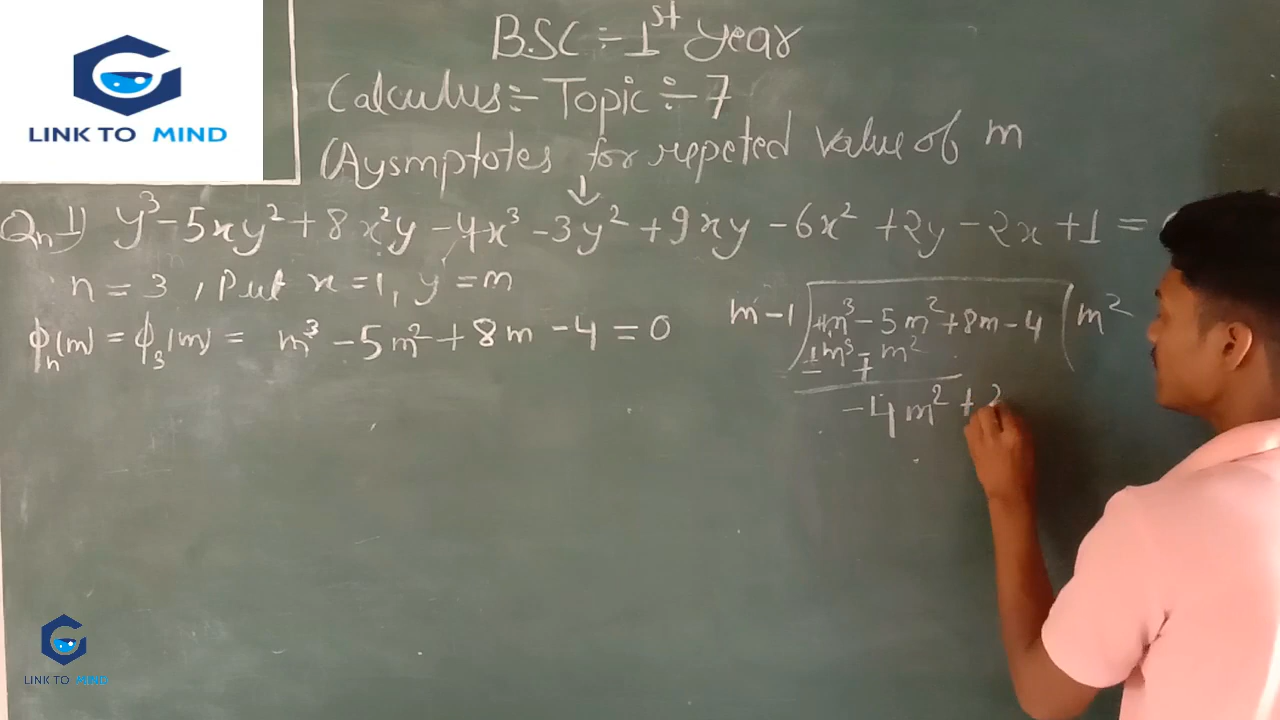 LINK TO MIND
B.SC ÷ 1st year
Calculus:- Topic ÷ 7
(Aysmptotes for repeted value of m
Qn 1) y³ - 5xy² + 8x²y - 4x³ - 3y² + 9xy - 6x² + 2y - 2x + 1 =
n = 3, Put x = 1, y = m
ϕn(m) = ϕ3(m) = m³ - 5m² + 8m - 4 = 0
m - 1 ) +m³ - 5m² + 8m - 4 ( m²
±m³ ∓ m²
-4m² +
LINK TO MIND